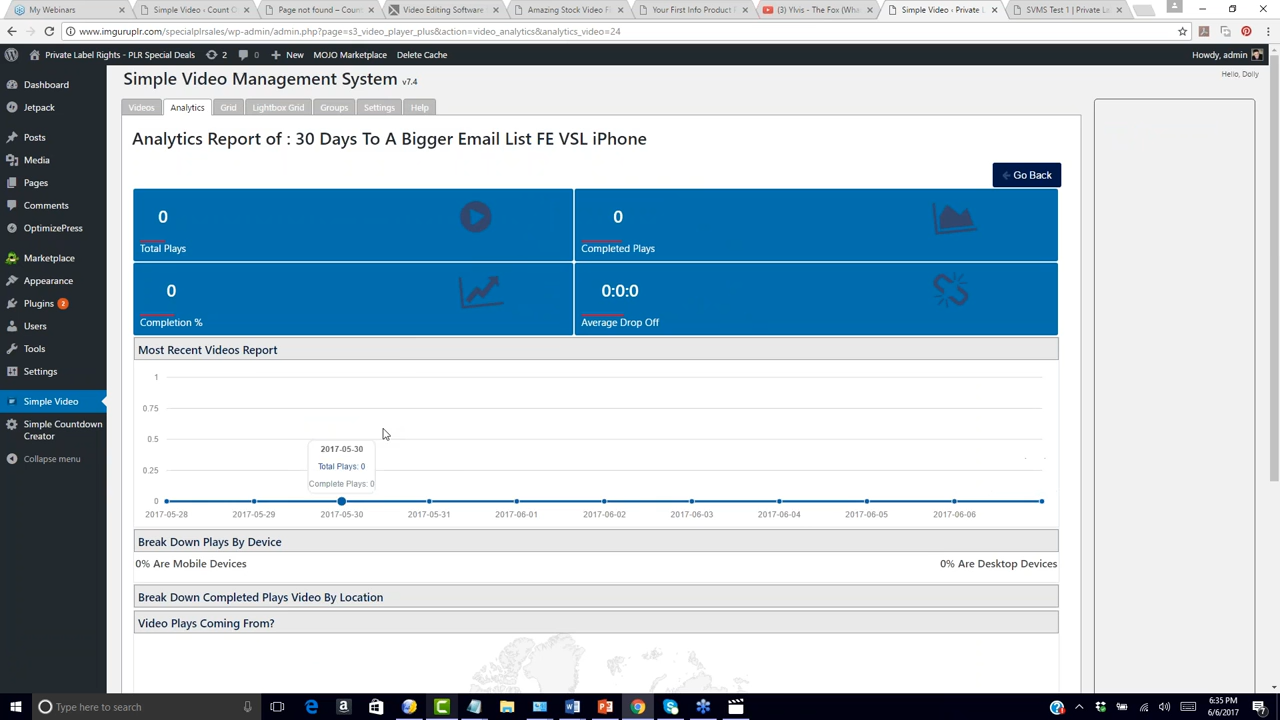 My Webinars
Simple Video › Count O
Page not found – Coun
Video Editing Software
Amazing Stock Video F
Your First Info Product F
(3) Ylvis - The Fox (Wha
Simple Video ‹ Private L
SVMS Test 1 | Private La
www.imguruplr.com/specialplrsales/wp-admin/admin.php?page=s3_video_player_plus&action=video_analytics&analytics_video=24
Private Label Rights - PLR Special Deals
2
0
New
MOJO Marketplace
Delete Cache
Howdy, admin
Hello, Dolly
Dashboard
Jetpack
Posts
Media
Pages
Comments
OptimizePress
Marketplace
Appearance
Plugins 2
Users
Tools
Settings
Simple Video
Simple Countdown
Creator
Collapse menu
Simple Video Management System v7.4
Videos
Analytics
Grid
Lightbox Grid
Groups
Settings
Help
Analytics Report of : 30 Days To A Bigger Email List FE VSL iPhone
Go Back
0
Total Plays
0
Completed Plays
0
Completion %
0:0:0
Average Drop Off
Most Recent Videos Report
1
0.75
0.5
0.25
0
2017-05-30
Total Plays: 0
Complete Plays: 0
2017-05-28
2017-05-29
2017-05-30
2017-05-31
2017-06-01
2017-06-02
2017-06-03
2017-06-04
2017-06-05
2017-06-06
Break Down Plays By Device
0% Are Mobile Devices
0% Are Desktop Devices
Break Down Completed Plays Video By Location
Video Plays Coming From?
Type here to search
6:35 PM
6/6/2017